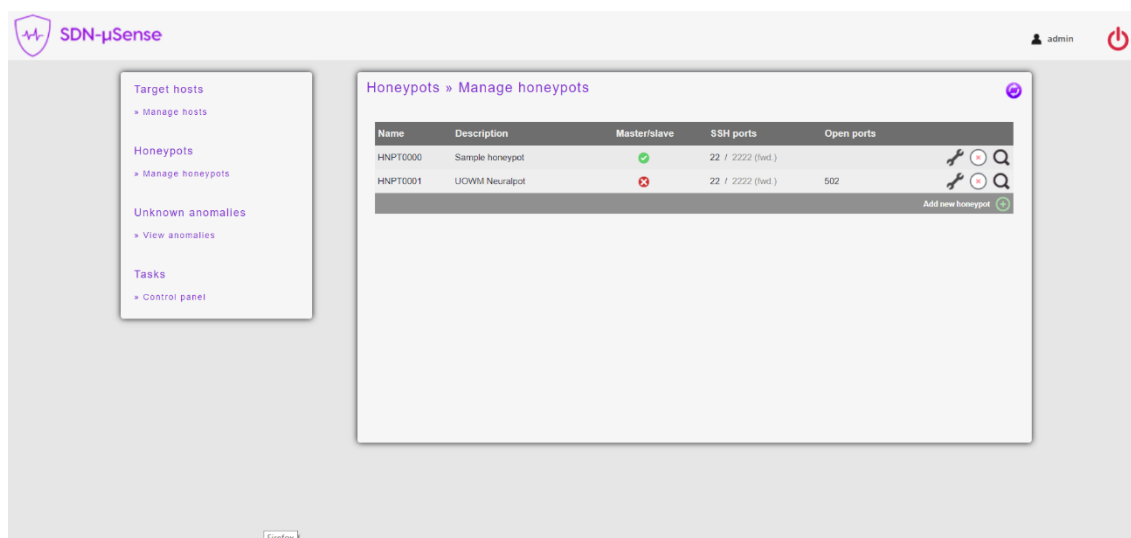 SDN-μSense
admin
Target hosts
» Manage hosts
Honeypots
» Manage honeypots
Unknown anomalies
» View anomalies
Tasks
» Control panel
Honeypots » Manage honeypots
Name Description Master/slave SSH ports Open ports
HNPT0000 Sample honeypot 22 / 2222 (fwd.)
HNPT0001 UOWM Neuralpot 22 / 2222 (fwd.) 502
Add new honeypot
Firefox